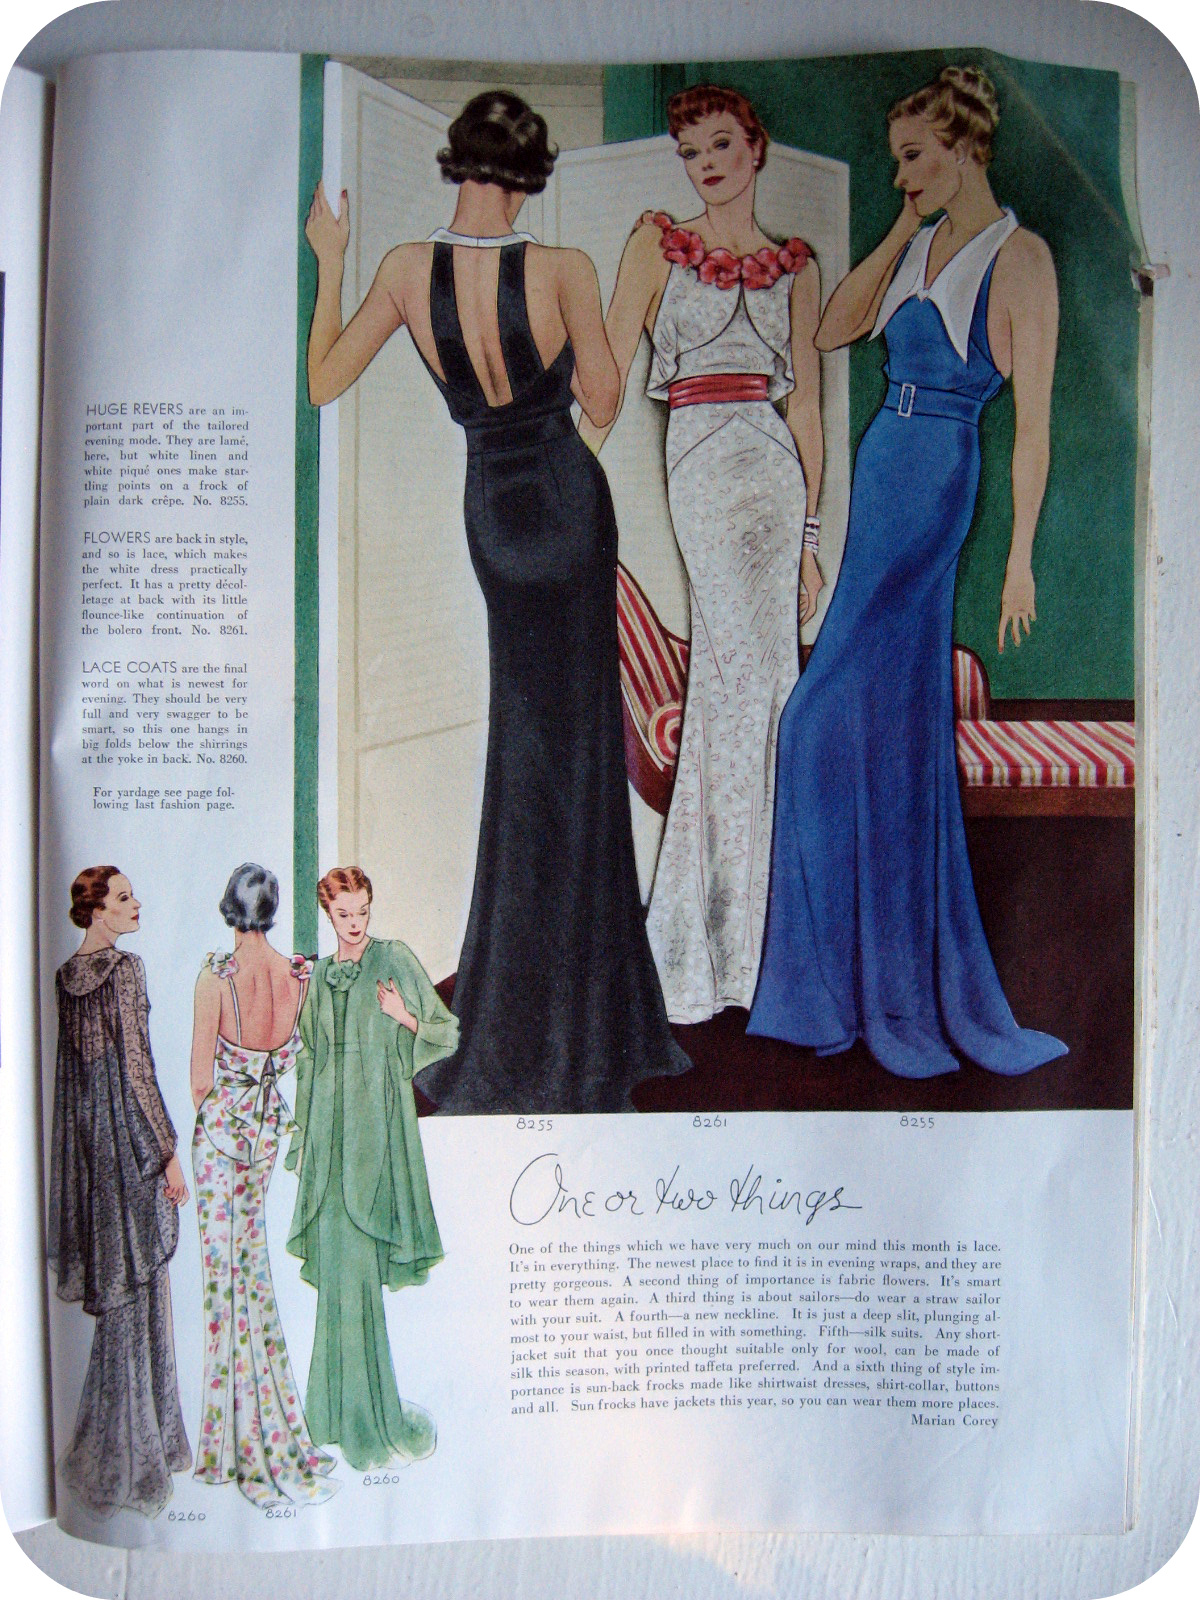 HUGE REVERS are an im-
portant part of the tailored
evening mode. They are lamé,
here, but white linen and
white piqué ones make star-
tling points on a frock of
plain dark crêpe. No. 8255.
FLOWERS are back in style,
and so is lace, which makes
the white dress practically
perfect. It has a pretty décol-
letage at back with its little
flounce-like continuation of
the bolero front. No. 8261.
LACE COATS are the final
word on what is newest for
evening. They should be very
full and very swagger to be
smart, so this one hangs in
big folds below the shirrings
at the yoke in back. No. 8260.
For yardage see page fol-
lowing last fashion page.
8255
8261
8255
One or two things
One of the things which we have very much on our mind this month is lace.
It's in everything. The newest place to find it is in evening wraps, and they are
pretty gorgeous. A second thing of importance is fabric flowers. It's smart
to wear them again. A third thing is about sailors—do wear a straw sailor
with your suit. A fourth—a new neckline. It is just a deep slit, plunging al-
most to your waist, but filled in with something. Fifth—silk suits. Any short-
jacket suit that you once thought suitable only for wool, can be made of
silk this season, with printed taffeta preferred. And a sixth thing of style im-
portance is sun-back frocks made like shirtwaist dresses, shirt-collar, buttons
and all. Sun frocks have jackets this year, so you can wear them more places.
Marian Corey
8260
8260
8261